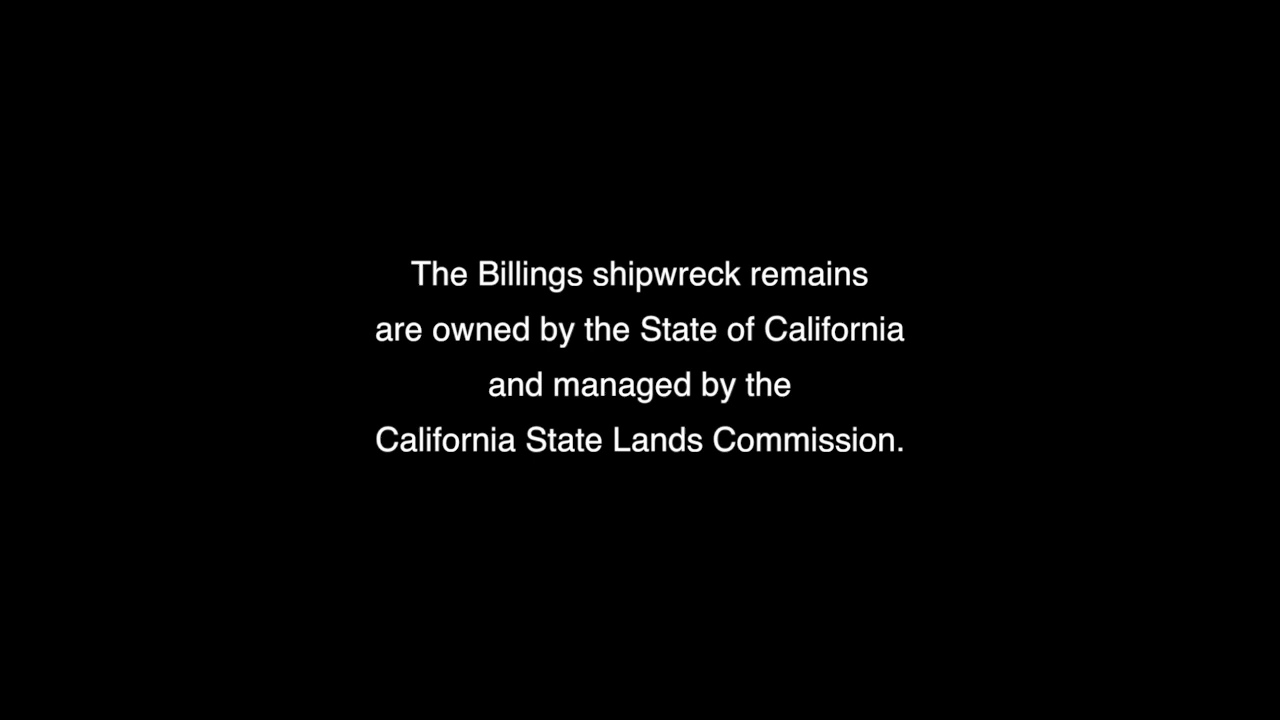 The Billings shipwreck remains
are owned by the State of California
and managed by the
California State Lands Commission.